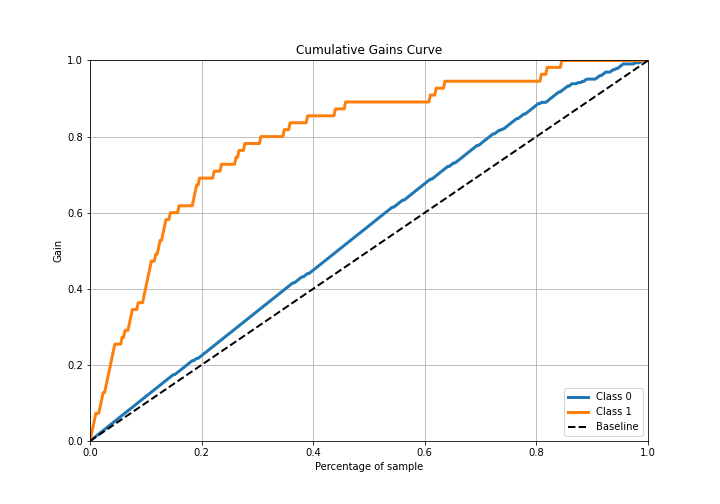 Cumulative Gains Curve
1.0
0.8
0.6
0.4
0.2
0.0
Gain
0.0 0.2 0.4 0.6 0.8 1.0
Percentage of sample
Class 0
Class 1
Baseline